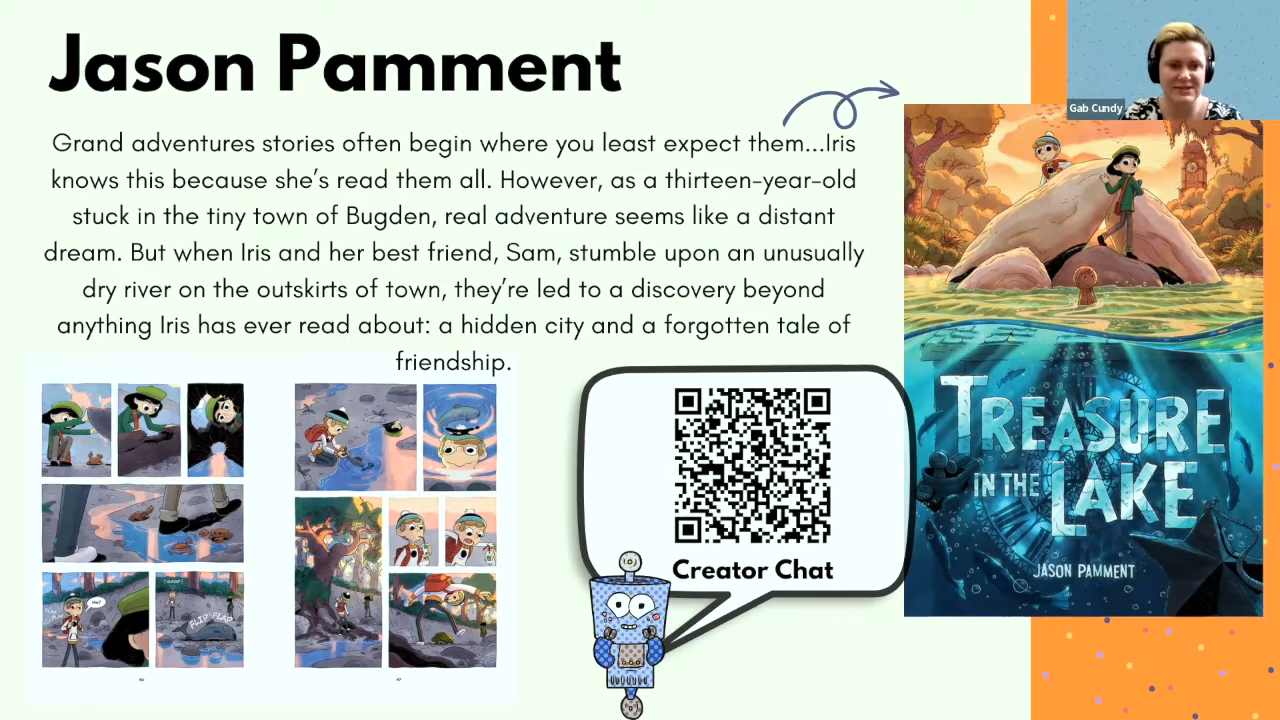 Jason Pamment
Gab Cundy
Grand adventures stories often begin where you least expect them...Iris
knows this because she's read them all. However, as a thirteen-year-old
stuck in the tiny town of Bugden, real adventure seems like a distant
dream. But when Iris and her best friend, Sam, stumble upon an unusually
dry river on the outskirts of town, they're led to a discovery beyond
anything Iris has ever read about: a hidden city and a forgotten tale of
friendship.
TREASURE
IN THE
LAKE
JASON PAMMENT
Creator Chat
FLIP FLAP
46
47